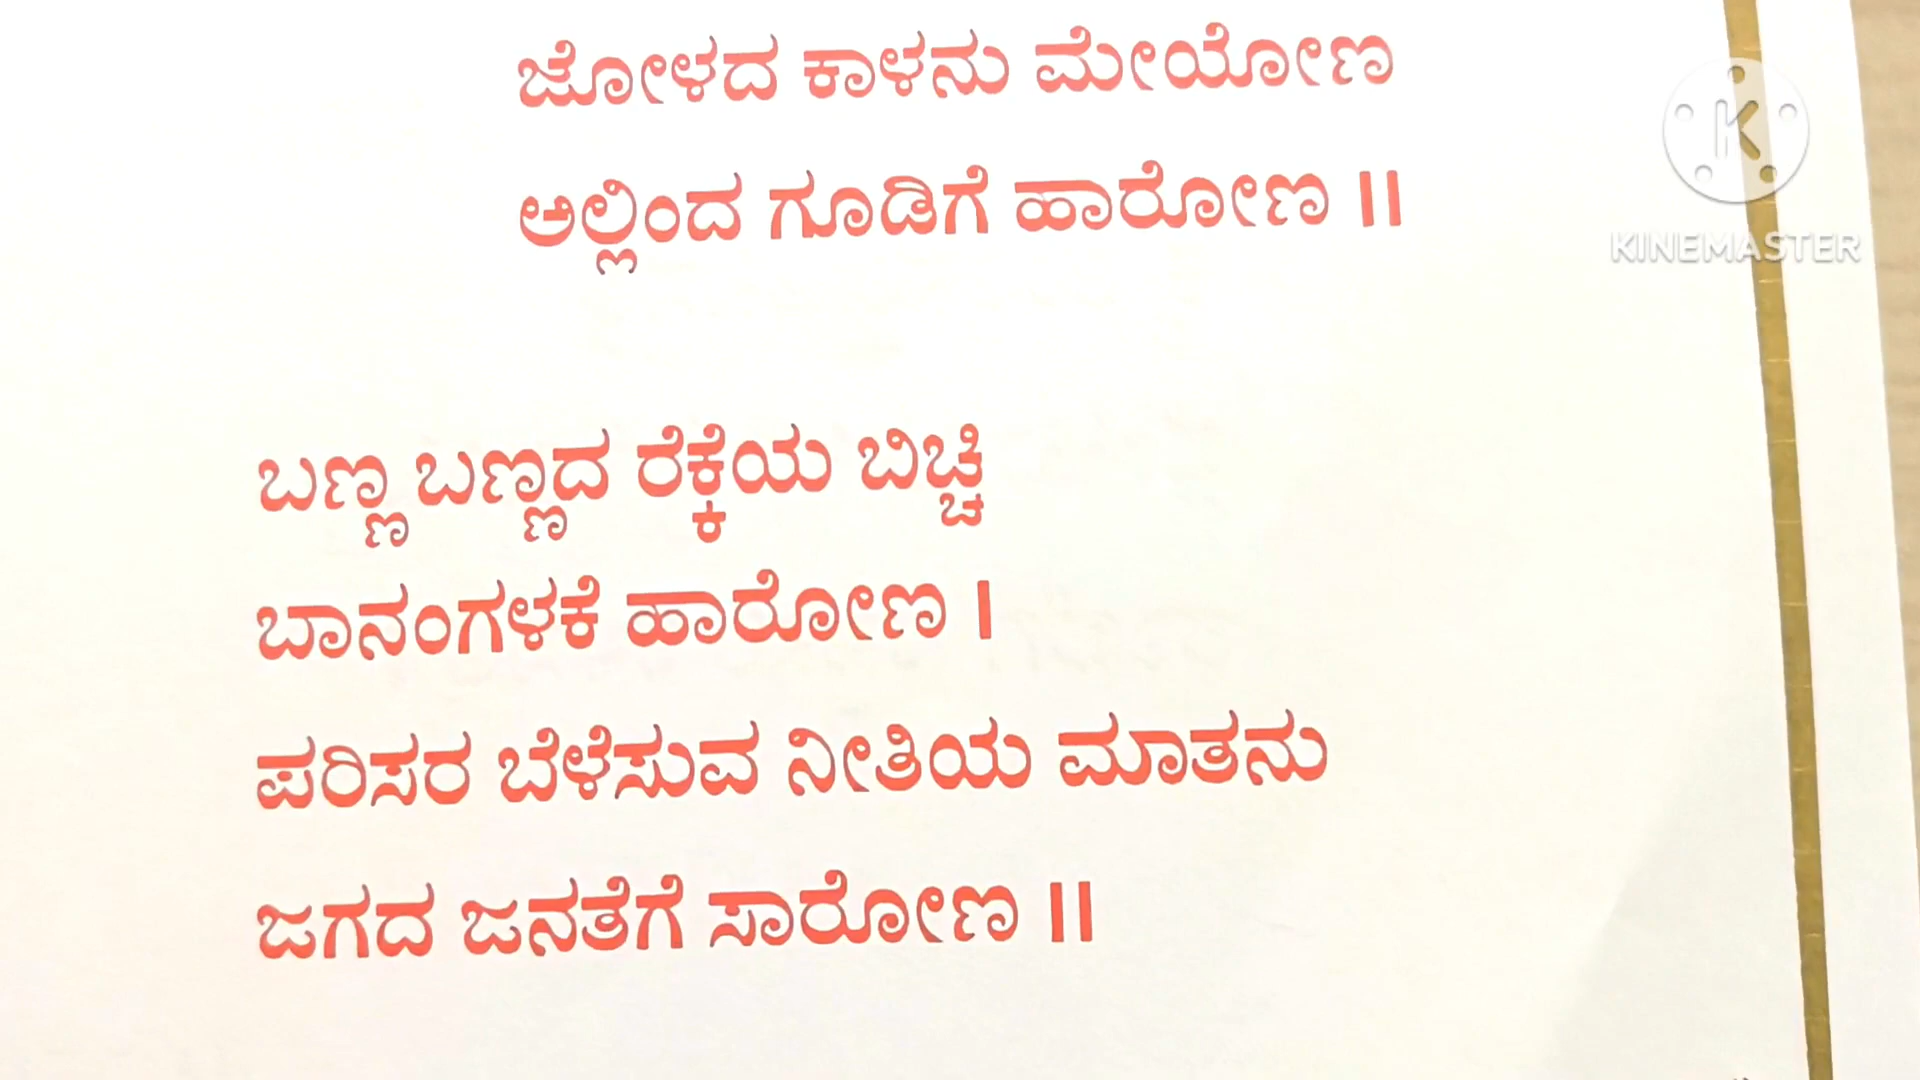 ಜೋಳದ ಕಾಳನು ಮೇಯೋಣ
ಅಲ್ಲಿಂದ ಗೂಡಿಗೆ ಹಾರೋಣ ||
KINEMASTER
ಬಣ್ಣ ಬಣ್ಣದ ರೆಕ್ಕೆಯ ಬಿಚ್ಚಿ
ಬಾನಂಗಳಕೆ ಹಾರೋಣ |
ಪರಿಸರ ಬೆಳೆಸುವ ನೀತಿಯ ಮಾತನು
ಜಗದ ಜನತೆಗೆ ಸಾರೋಣ ||